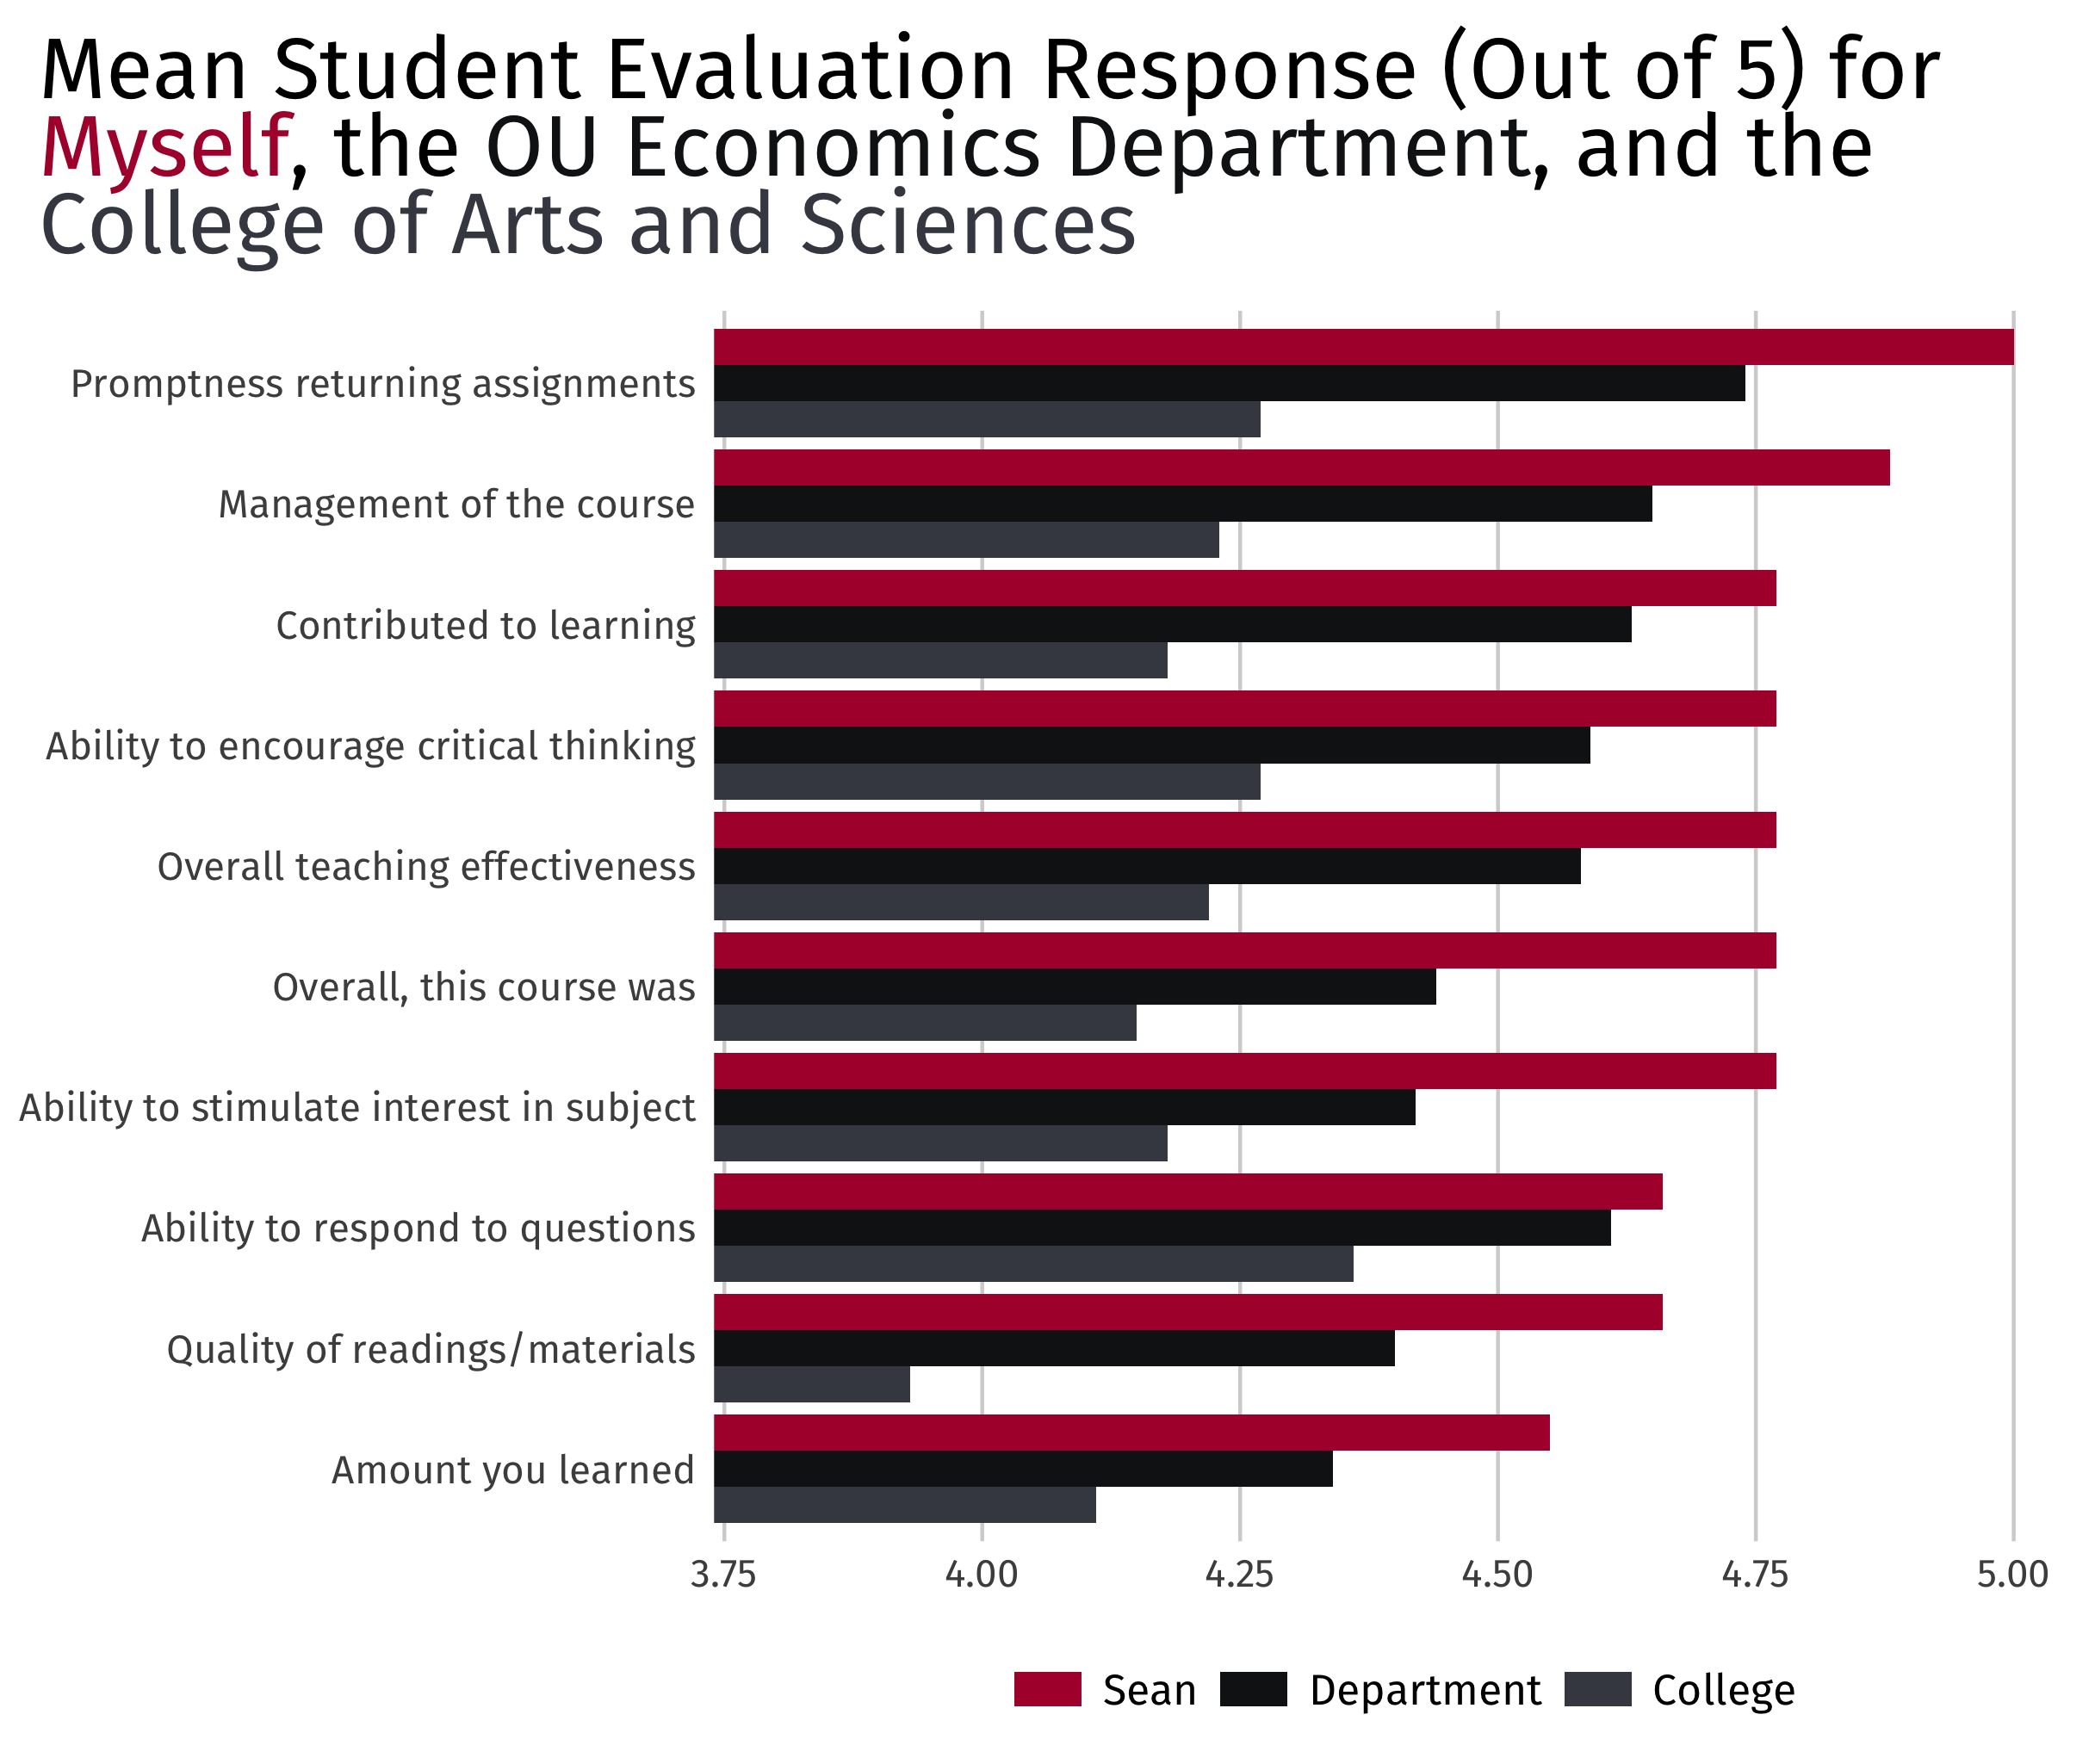 Mean Student Evaluation Response (Out of 5) for
Myself, the OU Economics Department, and the
College of Arts and Sciences
Promptness returning assignments
Management of the course
Contributed to learning
Ability to encourage critical thinking
Overall teaching effectiveness
Overall, this course was
Ability to stimulate interest in subject
Ability to respond to questions
Quality of readings/materials
Amount you learned
3.75 4.00 4.25 4.50 4.75 5.00
Sean Department College